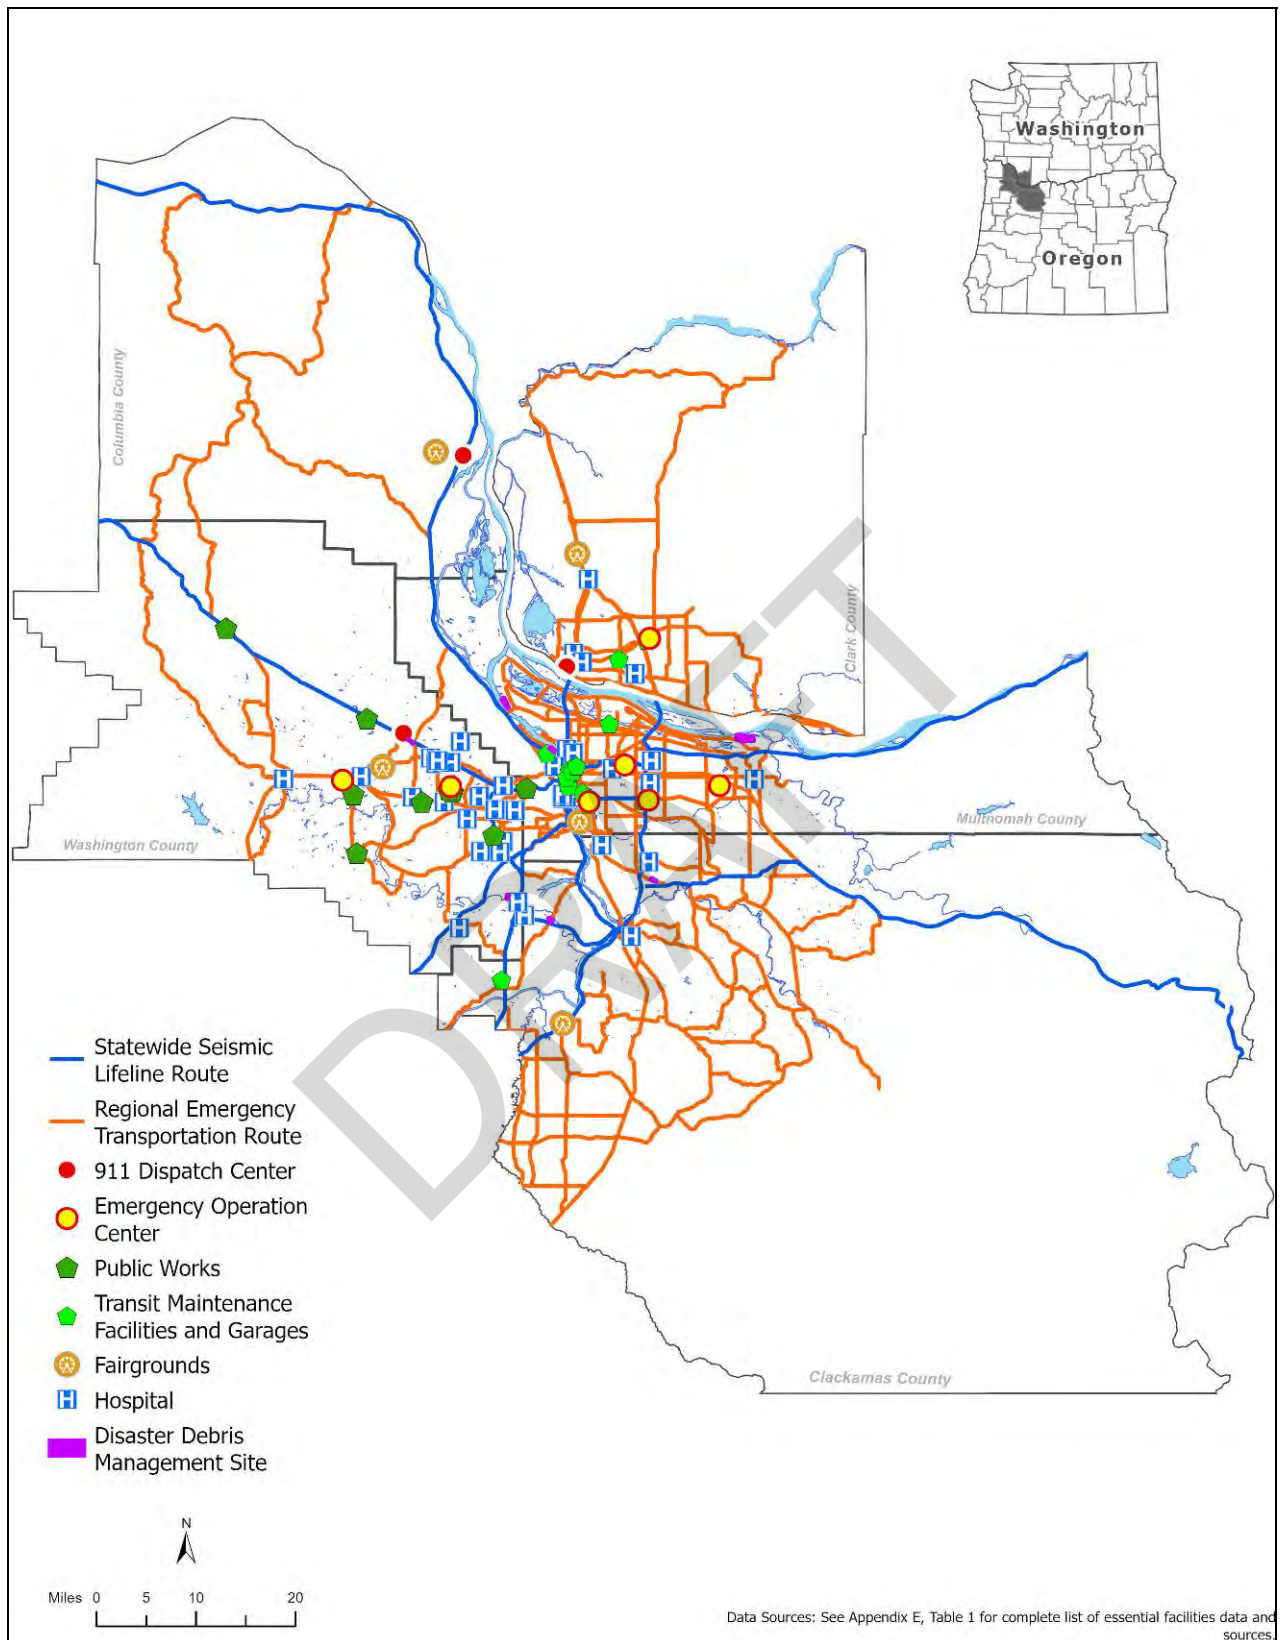 Washington
Oregon
Columbia County
Clark County
Multnomah County
Washington County
DRAFT
Clackamas County
Statewide Seismic
Lifeline Route
Regional Emergency
Transportation Route
911 Dispatch Center
Emergency Operation
Center
Public Works
Transit Maintenance
Facilities and Garages
Fairgrounds
H Hospital
Disaster Debris
Management Site
N
Miles 0 5 10 20
Data Sources: See Appendix E, Table 1 for complete list of essential facilities data and
sources.